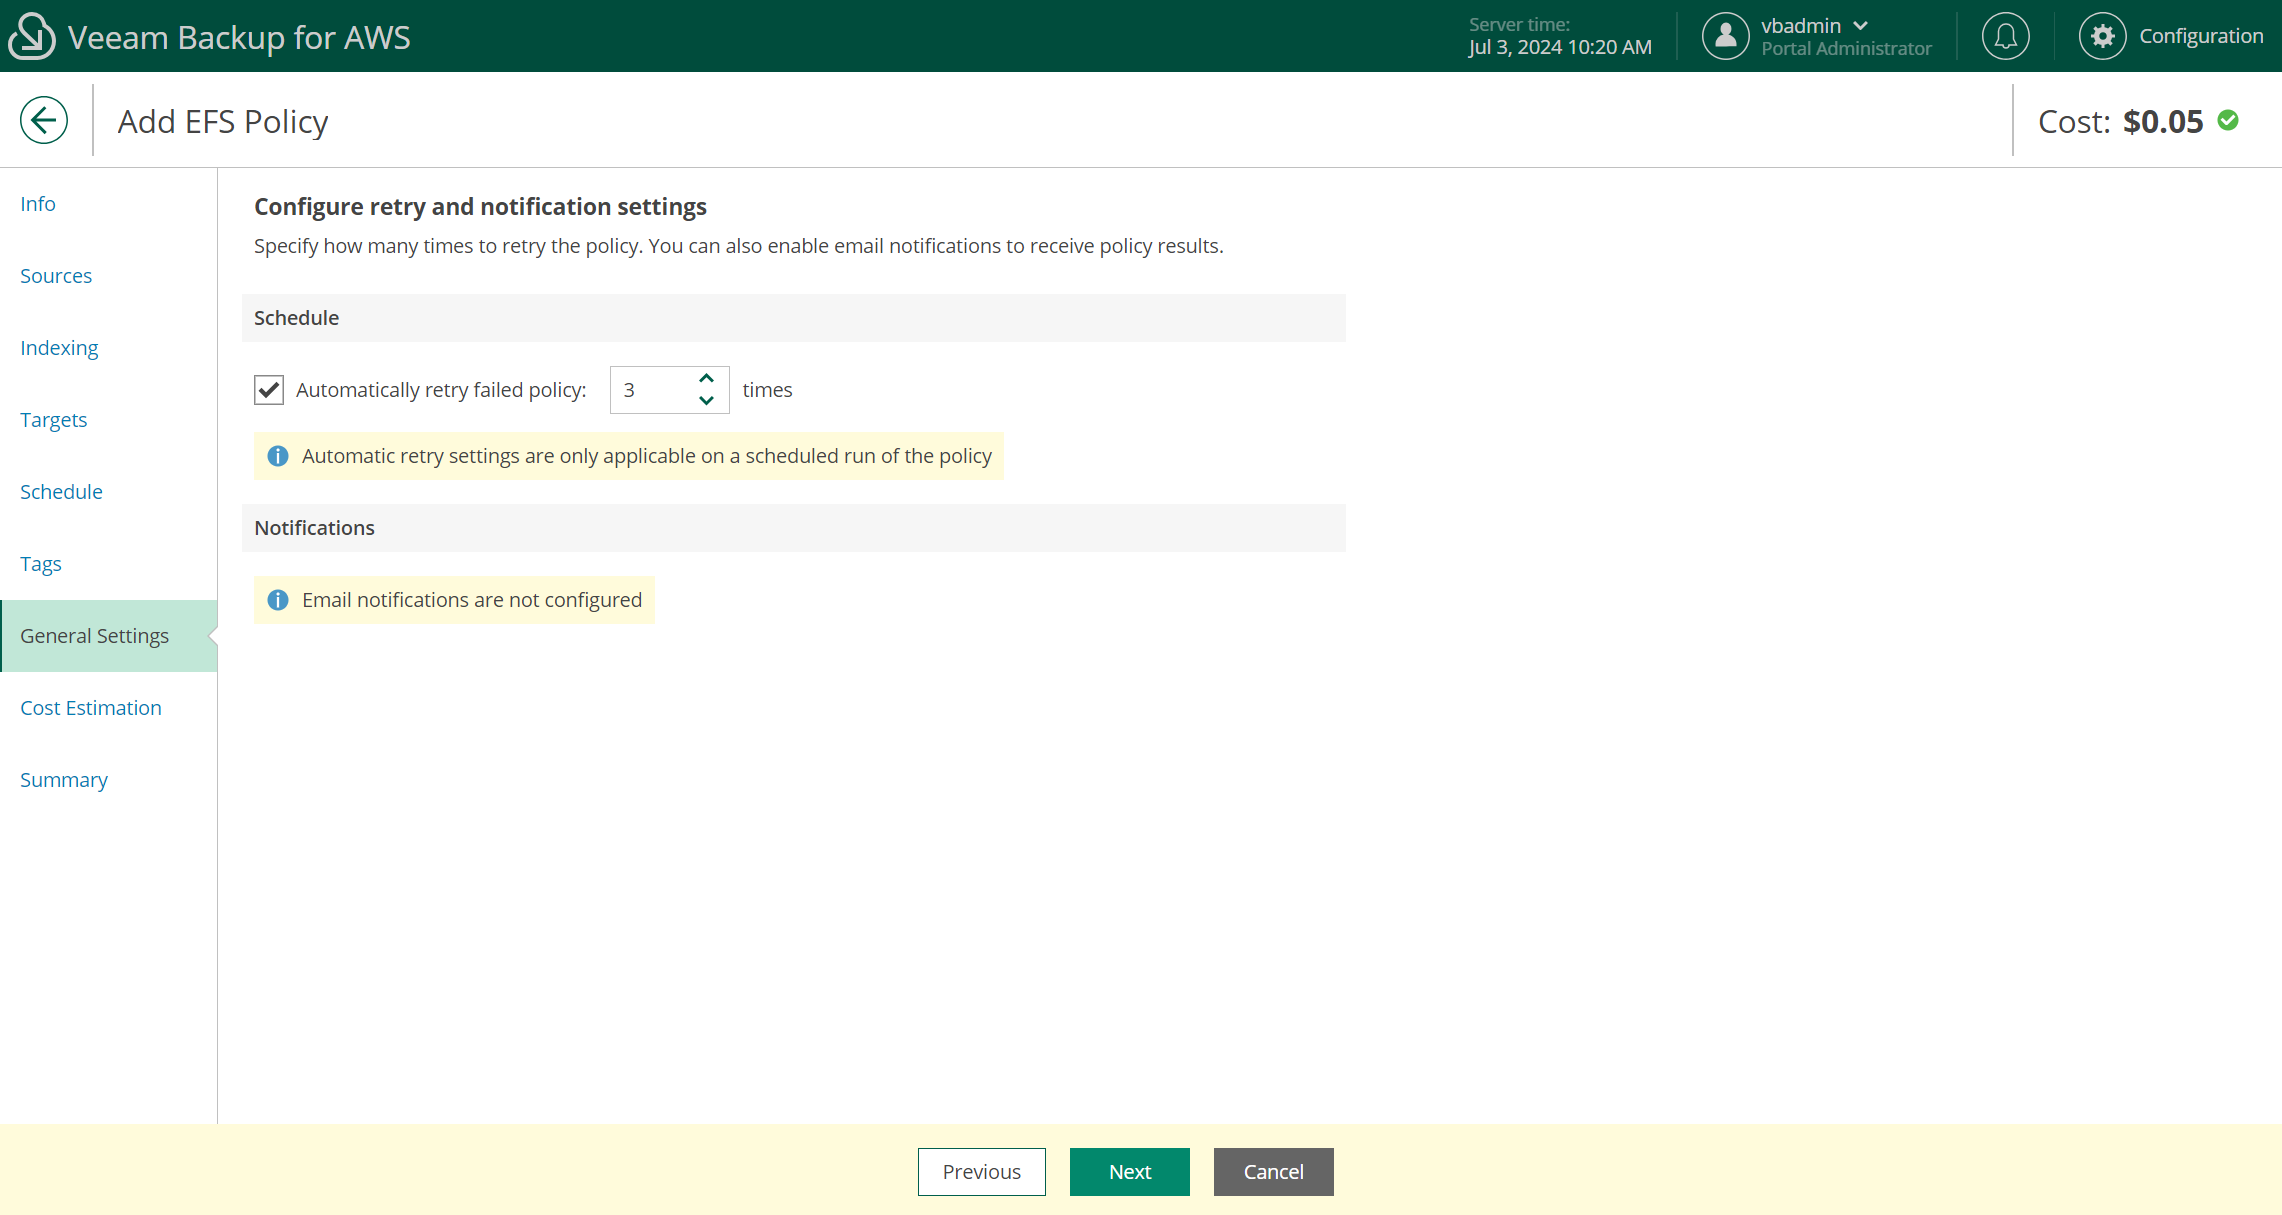 Veeam Backup for AWS
Server time:
Jul 3, 2024 10:20 AM
vbadmin
Portal Administrator
Configuration
Add EFS Policy
Cost: $0.05
Info
Sources
Indexing
Targets
Schedule
Tags
General Settings
Cost Estimation
Summary
Configure retry and notification settings
Specify how many times to retry the policy. You can also enable email notifications to receive policy results.
Schedule
Automatically retry failed policy: 3 times
Automatic retry settings are only applicable on a scheduled run of the policy
Notifications
Email notifications are not configured
Previous Next Cancel